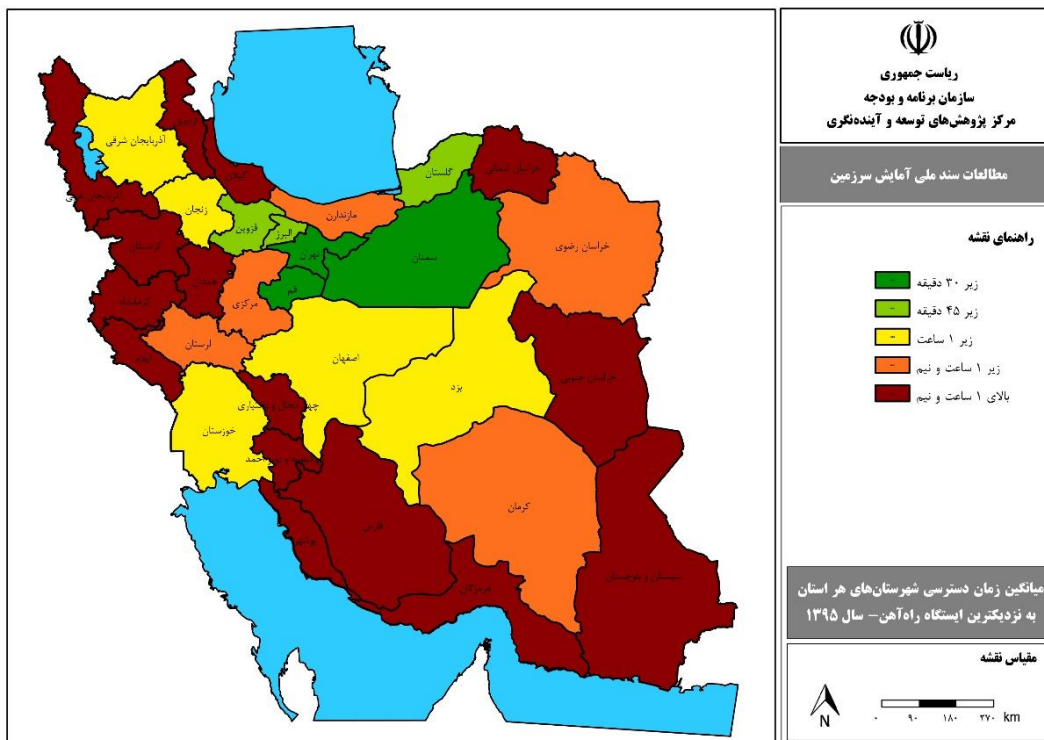 ریاست جمهوری
سازمان برنامه و بودجه
مرکز پژوهش‌های توسعه و آینده‌نگری
مطالعات سند ملی آمایش سرزمین
راهنمای نقشه
زیر ۳۰ دقیقه
زیر ۴۵ دقیقه
زیر ۱ ساعت
زیر ۱ ساعت و نیم
بالای ۱ ساعت و نیم
میانگین زمان دسترسی شهرستان‌های هر استان
به نزدیکترین ایستگاه راه‌آهن– سال ۱۳۹۵
مقیاس نقشه
N
۰ ۹۰ ۱۸۰ ۲۷۰ km
آذربایجان شرقی
گیلان
گلستان
خراسان شمالی
زنجان
مازندران
قزوین
البرز
تهران
سمنان
خراسان رضوی
کردستان
همدان
کرمانشاه
مرکزی
قم
لرستان
ایلام
اصفهان
یزد
خراسان جنوبی
خوزستان
کرمان
فارس
بوشهر
هرمزگان
سیستان و بلوچستان